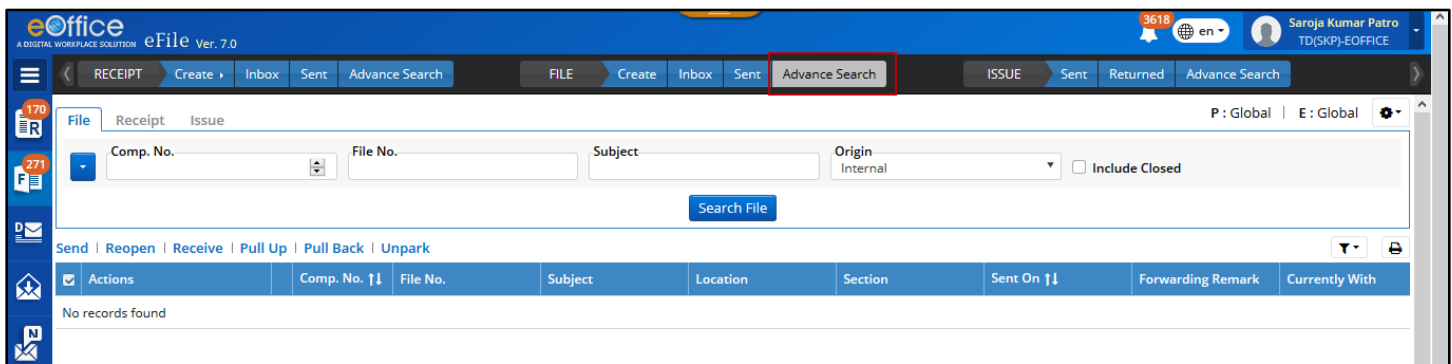 eOffice
A DIGITAL WORKPLACE SOLUTION eFile Ver. 7.0
3618
en
Saroja Kumar Patro
TD(SKP)-EOFFICE
RECEIPT Create Inbox Sent Advance Search FILE Create Inbox Sent Advance Search ISSUE Sent Returned Advance Search
170
R
File Receipt Issue
P : Global | E : Global
Comp. No. File No. Subject Origin
Internal
Include Closed
271
F
Search File
D
Send | Reopen | Receive | Pull Up | Pull Back | Unpark
Actions Comp. No. File No. Subject Location Section Sent On Forwarding Remark Currently With
No records found
N